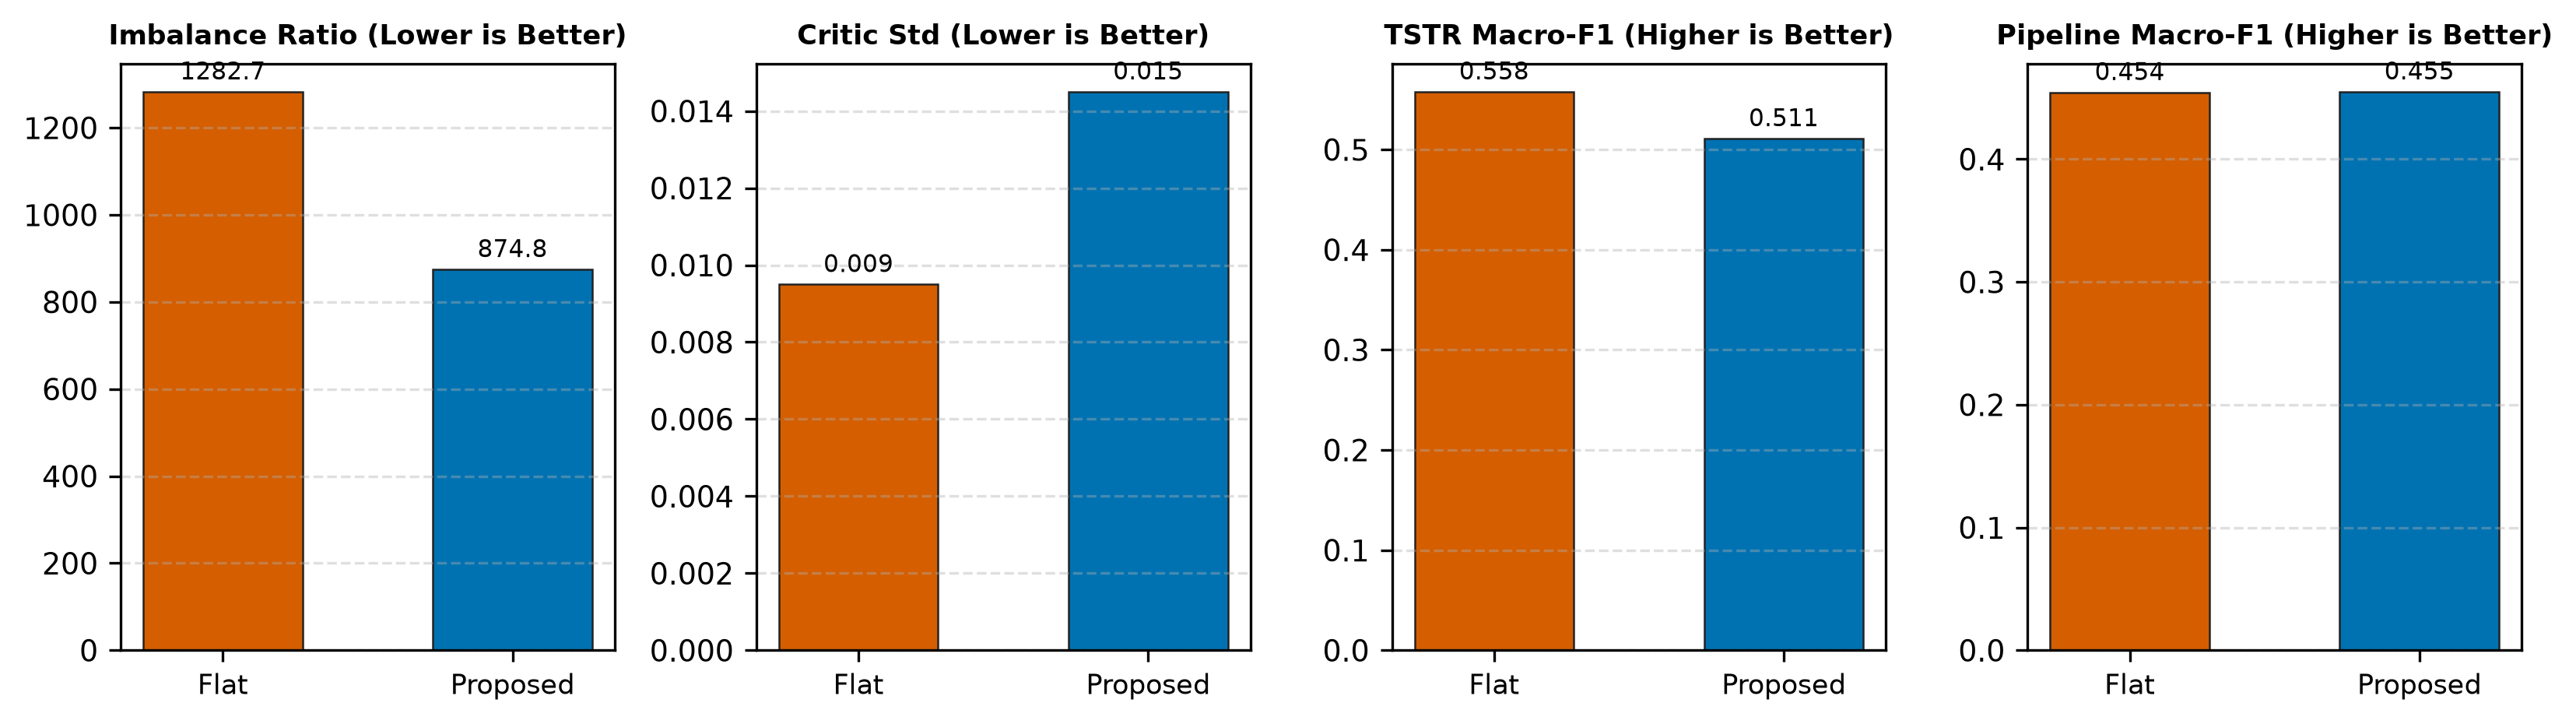 Imbalance Ratio (Lower is Better)
1282.7
874.8
1200
1000
800
600
400
200
0
Flat
Proposed
Critic Std (Lower is Better)
0.015
0.009
0.014
0.012
0.010
0.008
0.006
0.004
0.002
0.000
Flat
Proposed
TSTR Macro-F1 (Higher is Better)
0.558
0.511
0.5
0.4
0.3
0.2
0.1
0.0
Flat
Proposed
Pipeline Macro-F1 (Higher is Better)
0.454
0.455
0.4
0.3
0.2
0.1
0.0
Flat
Proposed